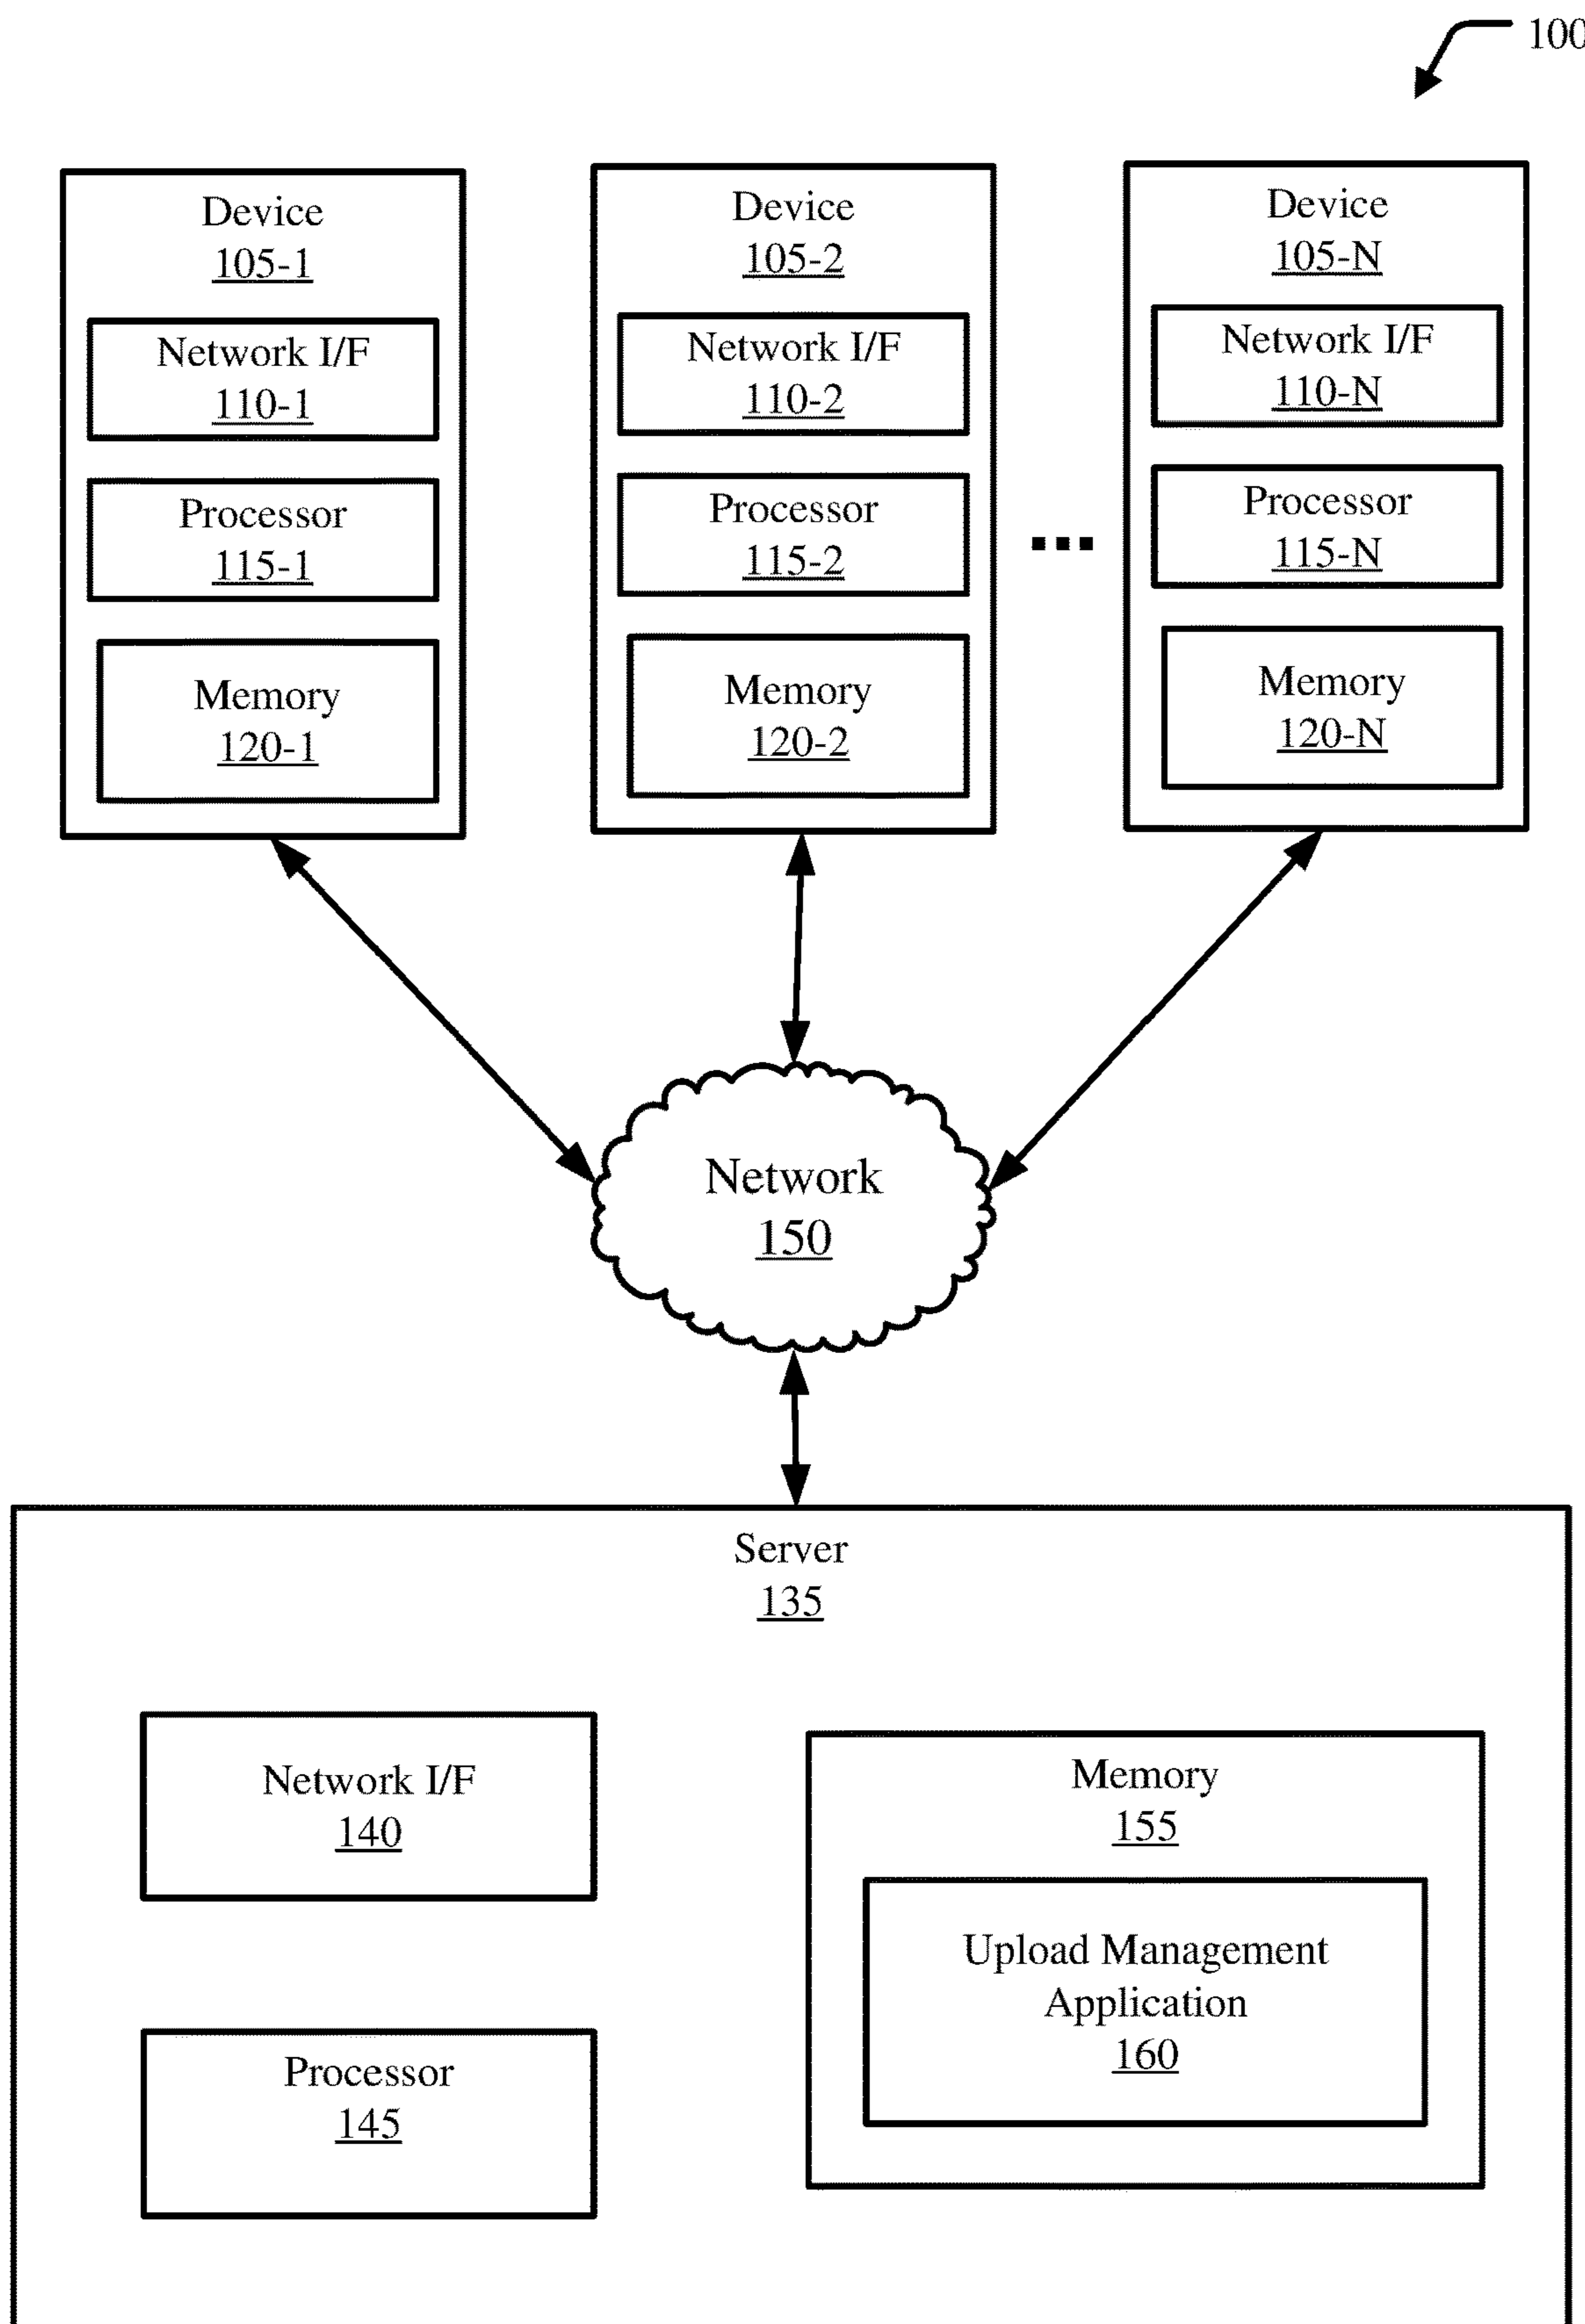 100
Device
105-1
Network I/F
110-1
Processor
115-1
Memory
120-1
Device
105-2
Network I/F
110-2
Processor
115-2
Memory
120-2
...
Device
105-N
Network I/F
110-N
Processor
115-N
Memory
120-N
Network
150
Server
135
Network I/F
140
Processor
145
Memory
155
Upload Management
Application
160